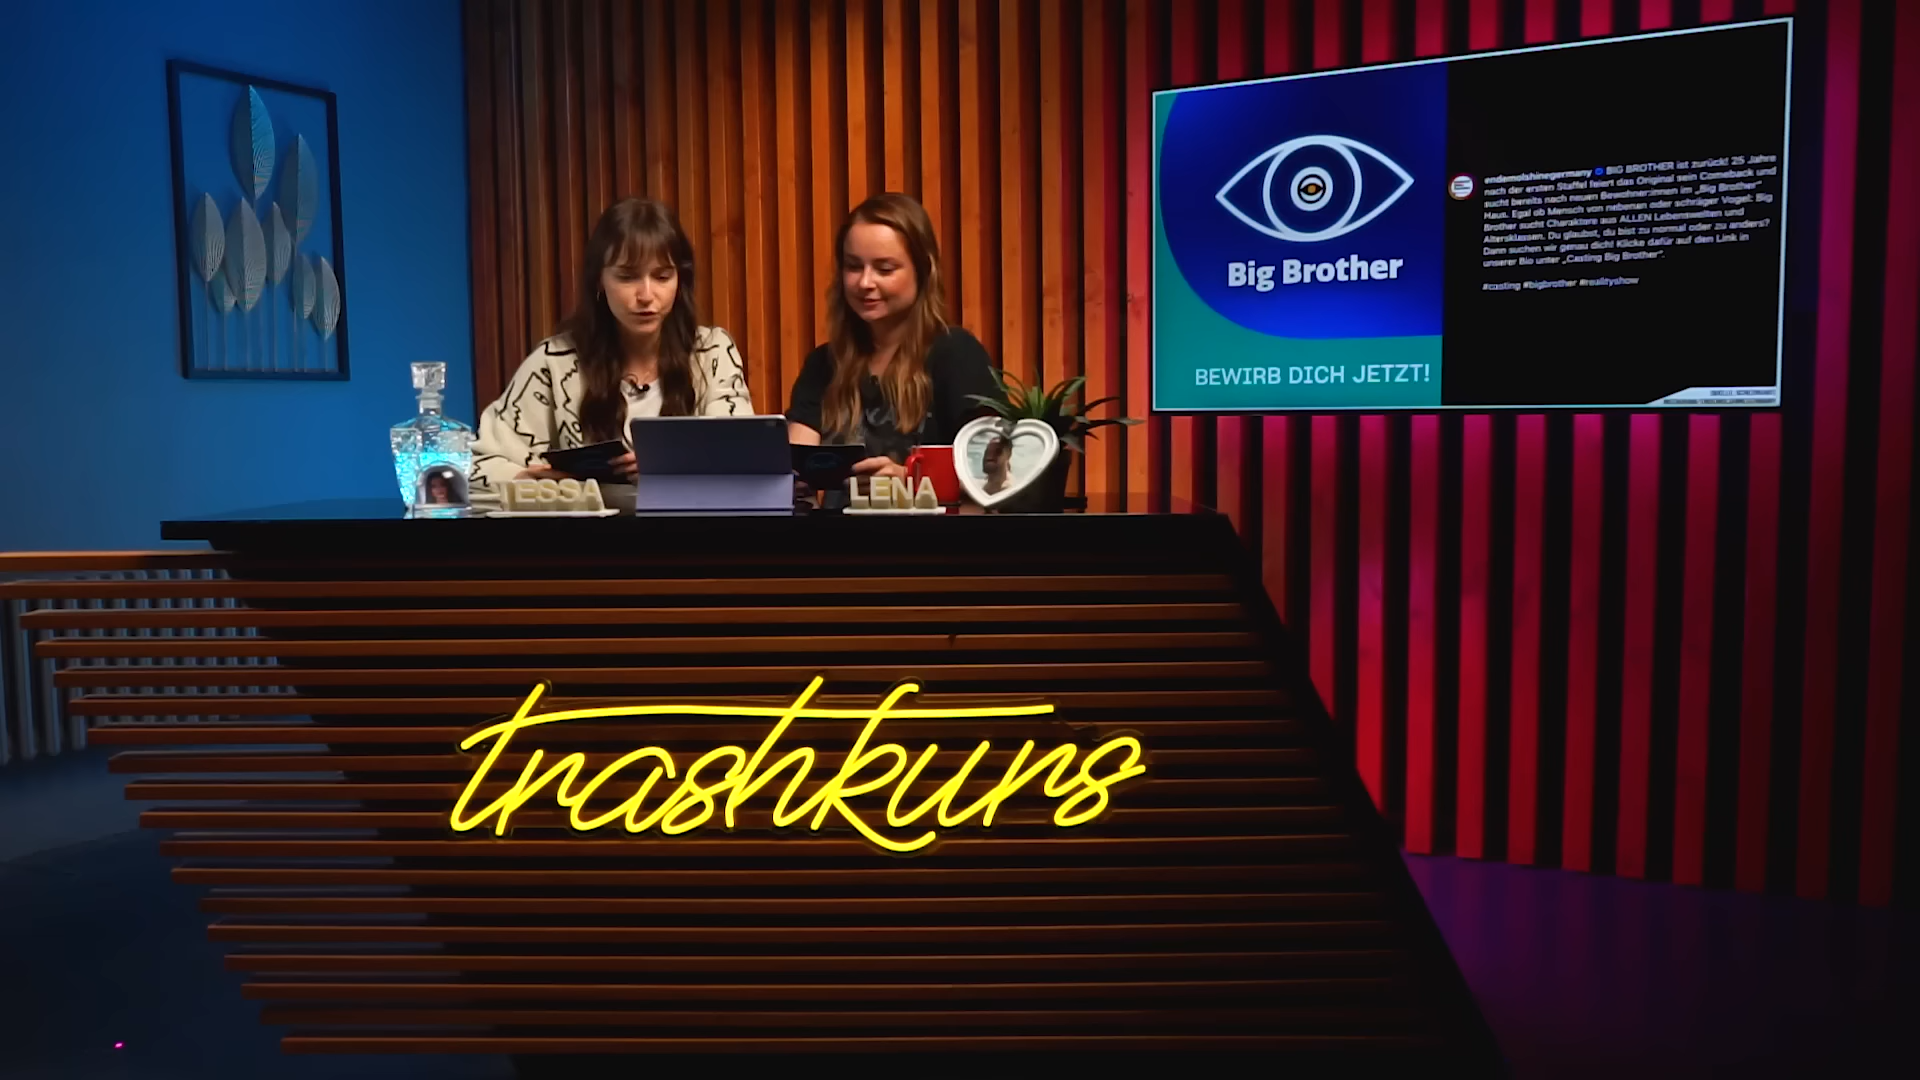 Big Brother
BEWIRB DICH JETZT!
endemolshinegermany BIG BROTHER ist zurück! 25 Jahre
nach der ersten Staffel feiert das Original sein Comeback und
sucht bereits nach neuen Bewohner:innen im „Big Brother"
Haus. Egal ob Mensch von nebenan oder schräger Vogel: Big
Brother sucht Charaktere aus ALLEN Lebenswelten und
Altersklassen. Du glaubst, du bist zu normal oder zu anders?
Dann suchen wir genau dich! Klicke dafür auf den Link in
unserer Bio unter „Casting Big Brother".
#casting #bigbrother #realityshow
TESSA
LENA
trashkurs